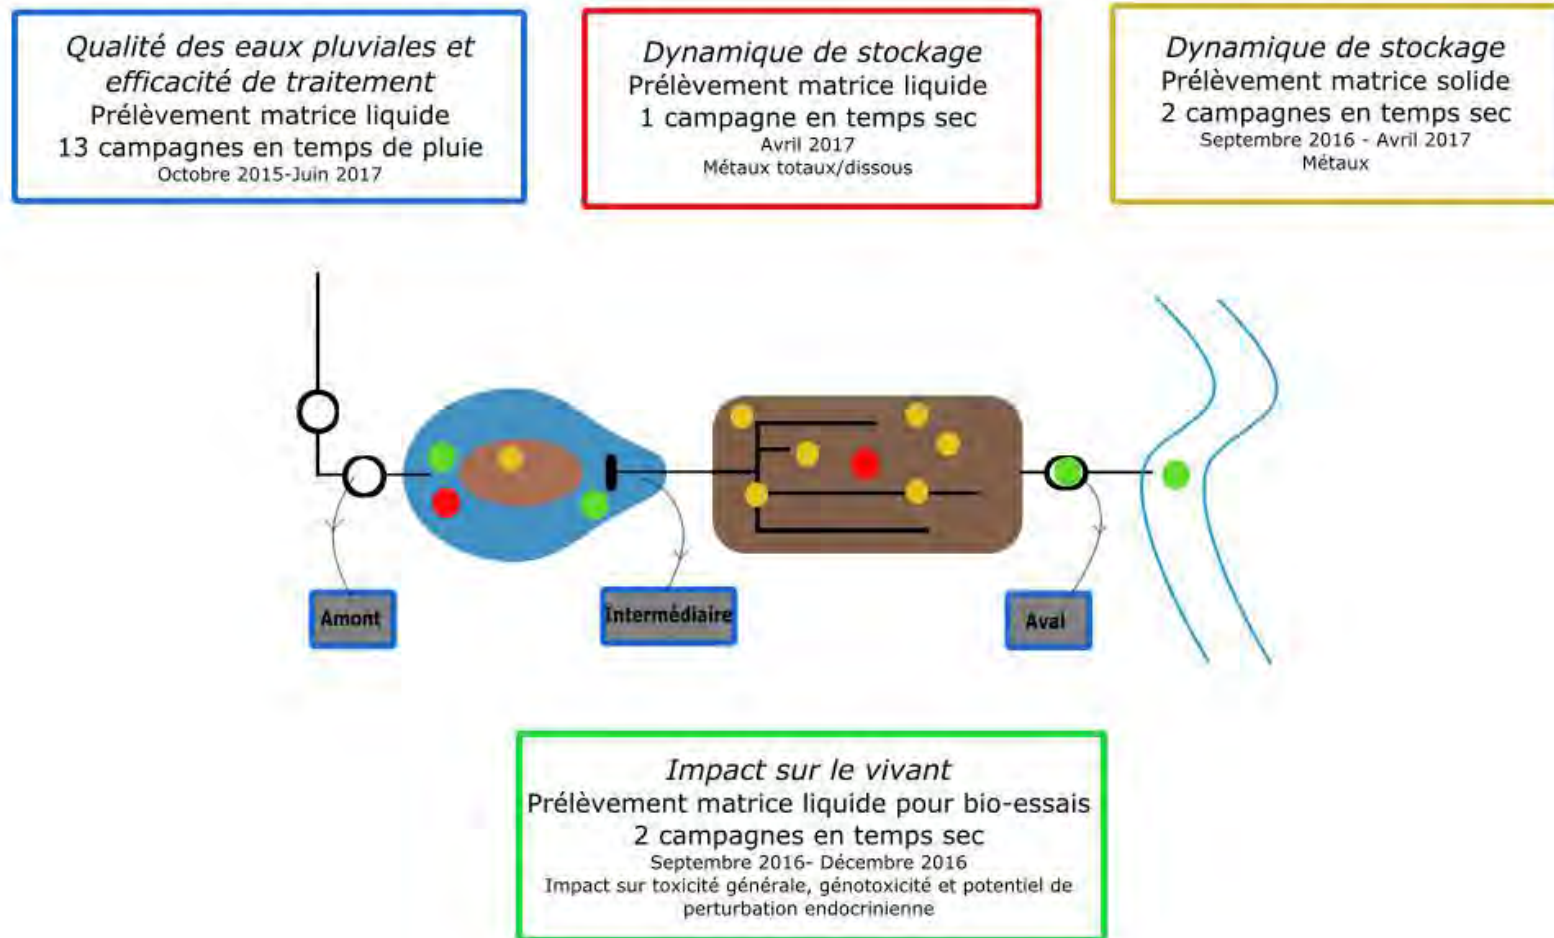 Qualité des eaux pluviales et
efficacité de traitement
Prélèvement matrice liquide
13 campagnes en temps de pluie
Octobre 2015-Juin 2017
Dynamique de stockage
Prélèvement matrice liquide
1 campagne en temps sec
Avril 2017
Métaux totaux/dissous
Dynamique de stockage
Prélèvement matrice solide
2 campagnes en temps sec
Septembre 2016 - Avril 2017
Métaux
Amont
Intermédiaire
Aval
Impact sur le vivant
Prélèvement matrice liquide pour bio-essais
2 campagnes en temps sec
Septembre 2016- Décembre 2016
Impact sur toxicité générale, génotoxicité et potentiel de
perturbation endocrinienne